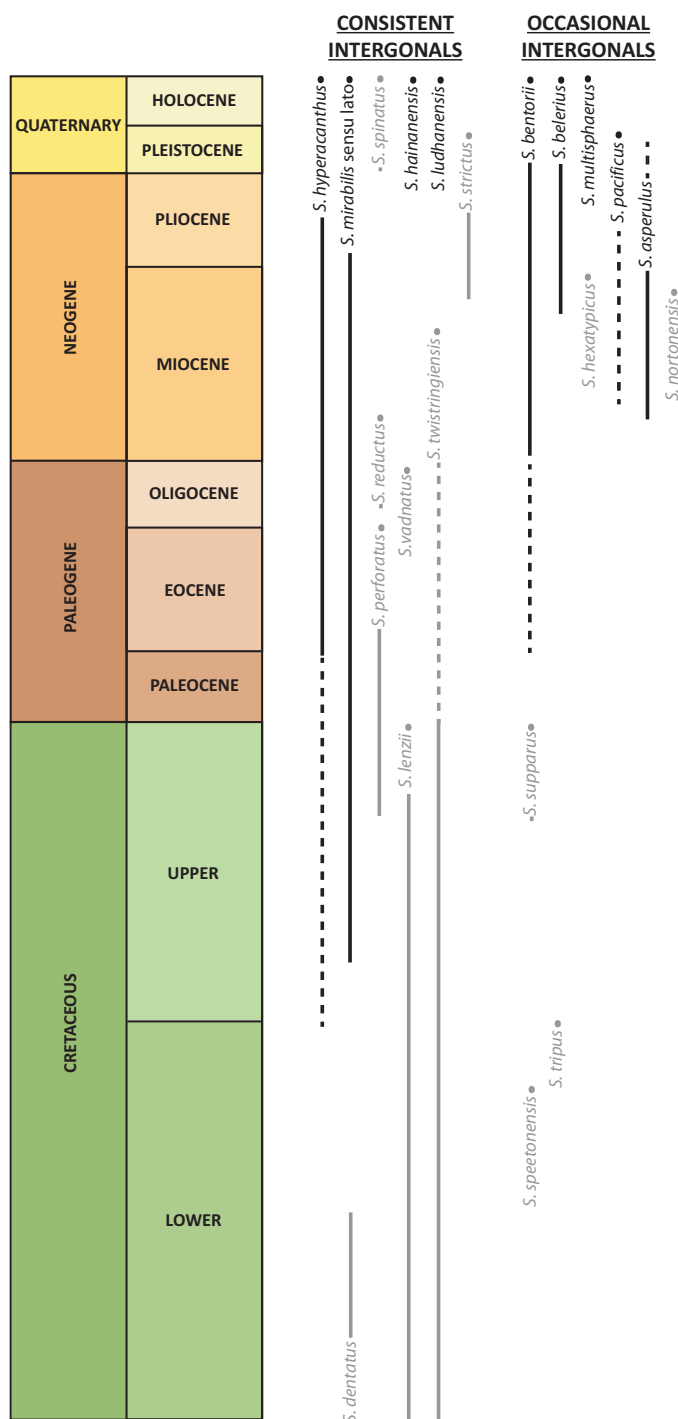 CONSISTENT
INTERGONALS
OCCASIONAL
INTERGONALS
QUATERNARY
HOLOCENE
PLEISTOCENE
NEOGENE
PLIOCENE
MIOCENE
PALEOGENE
OLIGOCENE
EOCENE
PALEOCENE
CRETACEOUS
UPPER
LOWER
S. hyperacanthus
S. mirabilis sensu lato
S. spinatus
S. hainanensis
S. ludhanensis
S. strictus
S. bentorii
S. belerius
S. multisphaerus
S. pacificus
S. asperulus
S. hexatypicus
S. nortonensis
S. twistringiensis
S. reductus
S.vadnatus
S. perforatus
S. lenzii
S. supparus
S. tripus
S. speetonensis
S. dentatus